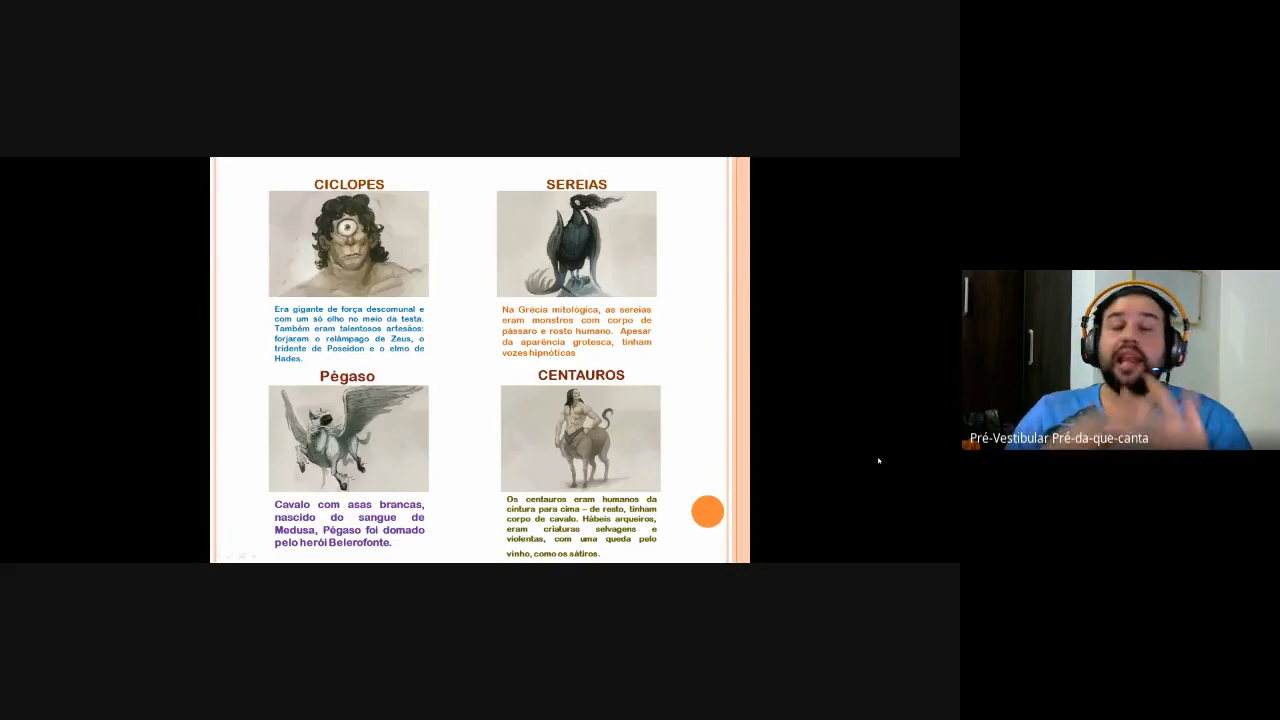 CICLOPES
Era gigante de força descomunal e
com um só olho no meio da testa.
Também eram talentosos artesãos:
forjaram o relâmpago de Zeus, o
tridente de Poseidon e o elmo de
Hades.
SEREIAS
Na Grécia mitológica, as sereias
eram monstros com corpo de
pássaro e rosto humano. Apesar
da aparência grotesca, tinham
vozes hipnóticas
Pégaso
Cavalo com asas brancas,
nascido do sangue de
Medusa, Pégaso foi domado
pelo herói Belerofonte.
CENTAUROS
Os centauros eram humanos da
cintura para cima – de resto, tinham
corpo de cavalo. Hábeis arqueiros,
eram criaturas selvagens e
violentas, com uma queda pelo
vinho, como os sátiros.
Pré-Vestibular Pré-da-que-canta